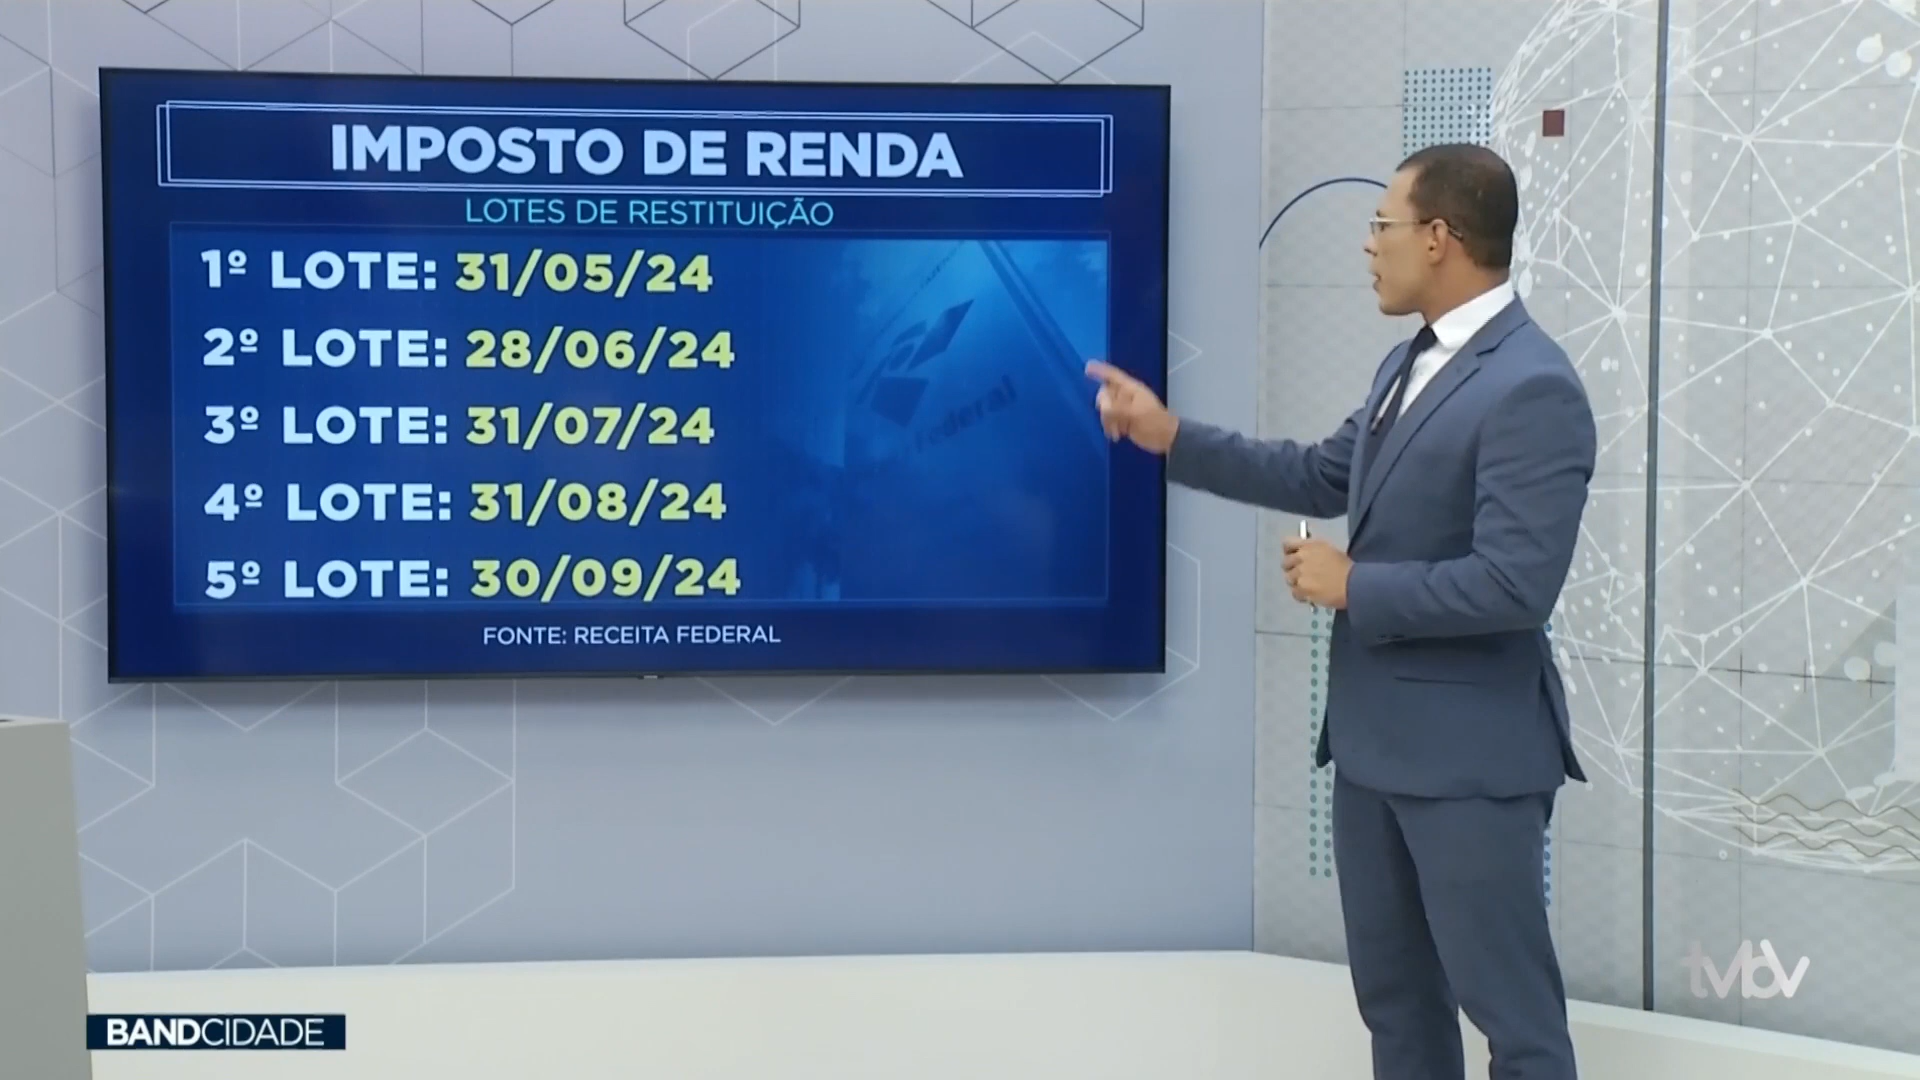 IMPOSTO DE RENDA
LOTES DE RESTITUIÇÃO
1º LOTE: 31/05/24
2º LOTE: 28/06/24
3º LOTE: 31/07/24
4º LOTE: 31/08/24
5º LOTE: 30/09/24
Federal
FONTE: RECEITA FEDERAL
BANDCIDADE
tvbv